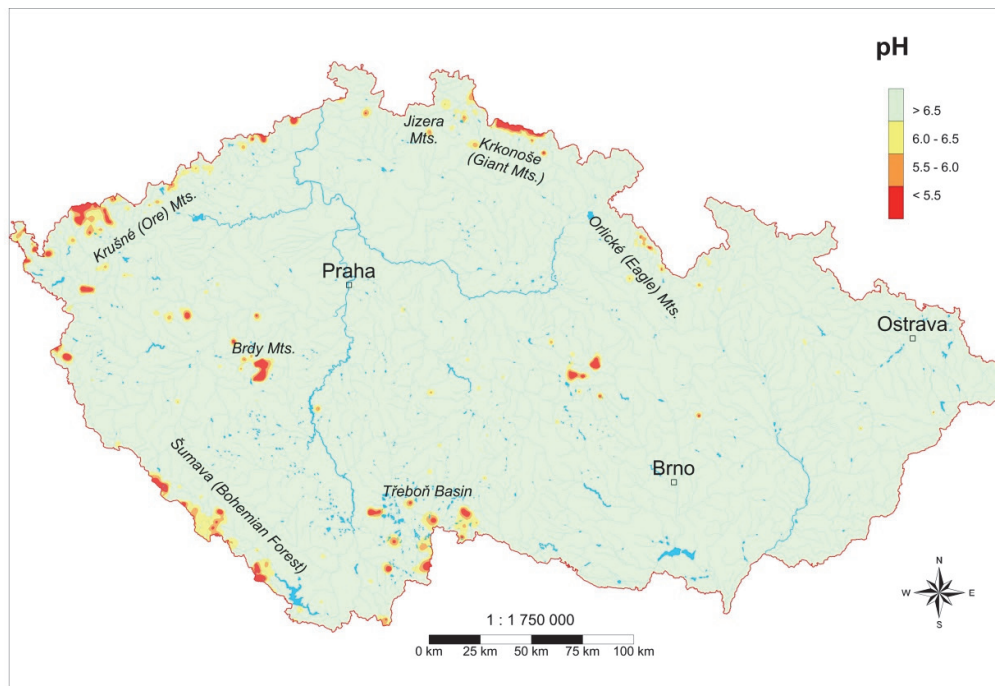 pH
> 6.5
6.0 - 6.5
5.5 - 6.0
< 5.5
Jizera
Mts.
Krkonoše
(Giant Mts.)
Krušné (Ore) Mts.
Orlické (Eagle) Mts.
Praha
Ostrava
Brdy Mts.
Šumava (Bohemian Forest)
Třeboň Basin
Brno
N
W
E
S
1 : 1 750 000
0 km
25 km
50 km
75 km
100 km